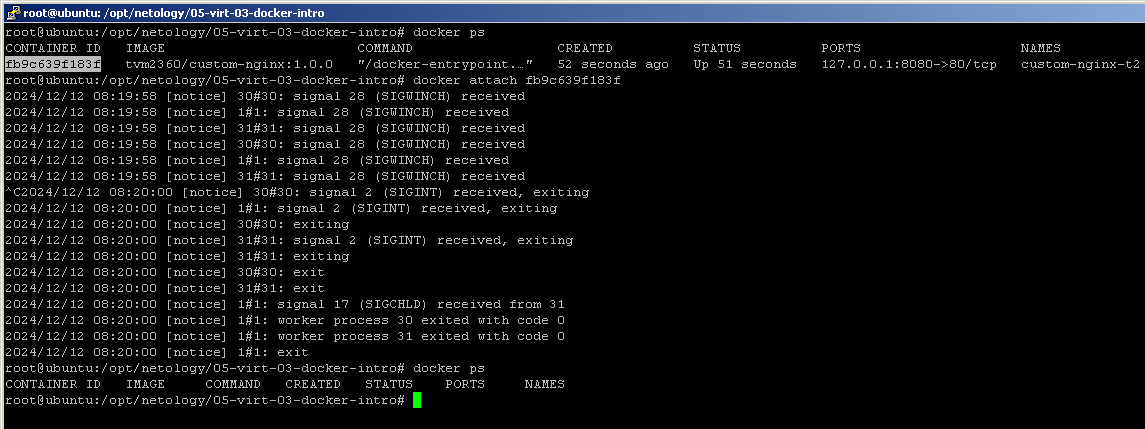 root@ubuntu: /opt/netology/05-virt-03-docker-intro
root@ubuntu:/opt/netology/05-virt-03-docker-intro# docker ps
CONTAINER ID   IMAGE                        COMMAND                  CREATED          STATUS          PORTS                    NAMES
fb9c639f183f   tvm2360/custom-nginx:1.0.0   "/docker-entrypoint.…"   52 seconds ago   Up 51 seconds   127.0.0.1:8080->80/tcp   custom-nginx-t2
root@ubuntu:/opt/netology/05-virt-03-docker-intro# docker attach fb9c639f183f
2024/12/12 08:19:58 [notice] 30#30: signal 28 (SIGWINCH) received
2024/12/12 08:19:58 [notice] 1#1: signal 28 (SIGWINCH) received
2024/12/12 08:19:58 [notice] 31#31: signal 28 (SIGWINCH) received
2024/12/12 08:19:58 [notice] 30#30: signal 28 (SIGWINCH) received
2024/12/12 08:19:58 [notice] 1#1: signal 28 (SIGWINCH) received
2024/12/12 08:19:58 [notice] 31#31: signal 28 (SIGWINCH) received
^C2024/12/12 08:20:00 [notice] 30#30: signal 2 (SIGINT) received, exiting
2024/12/12 08:20:00 [notice] 1#1: signal 2 (SIGINT) received, exiting
2024/12/12 08:20:00 [notice] 30#30: exiting
2024/12/12 08:20:00 [notice] 31#31: signal 2 (SIGINT) received, exiting
2024/12/12 08:20:00 [notice] 31#31: exiting
2024/12/12 08:20:00 [notice] 30#30: exit
2024/12/12 08:20:00 [notice] 31#31: exit
2024/12/12 08:20:00 [notice] 1#1: signal 17 (SIGCHLD) received from 31
2024/12/12 08:20:00 [notice] 1#1: worker process 30 exited with code 0
2024/12/12 08:20:00 [notice] 1#1: worker process 31 exited with code 0
2024/12/12 08:20:00 [notice] 1#1: exit
root@ubuntu:/opt/netology/05-virt-03-docker-intro# docker ps
CONTAINER ID   IMAGE     COMMAND   CREATED   STATUS    PORTS     NAMES
root@ubuntu:/opt/netology/05-virt-03-docker-intro#